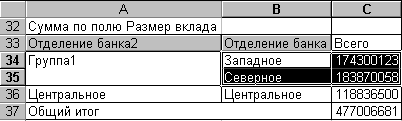 A B C
32 Сумма по полю Размер вклада
33 Отделение банка2 Отделение банка Всего
34 Группа1 Западное 174300123
35 Северное 183870058
36 Центральное Центральное 118836500
37 Общий итог 477006681